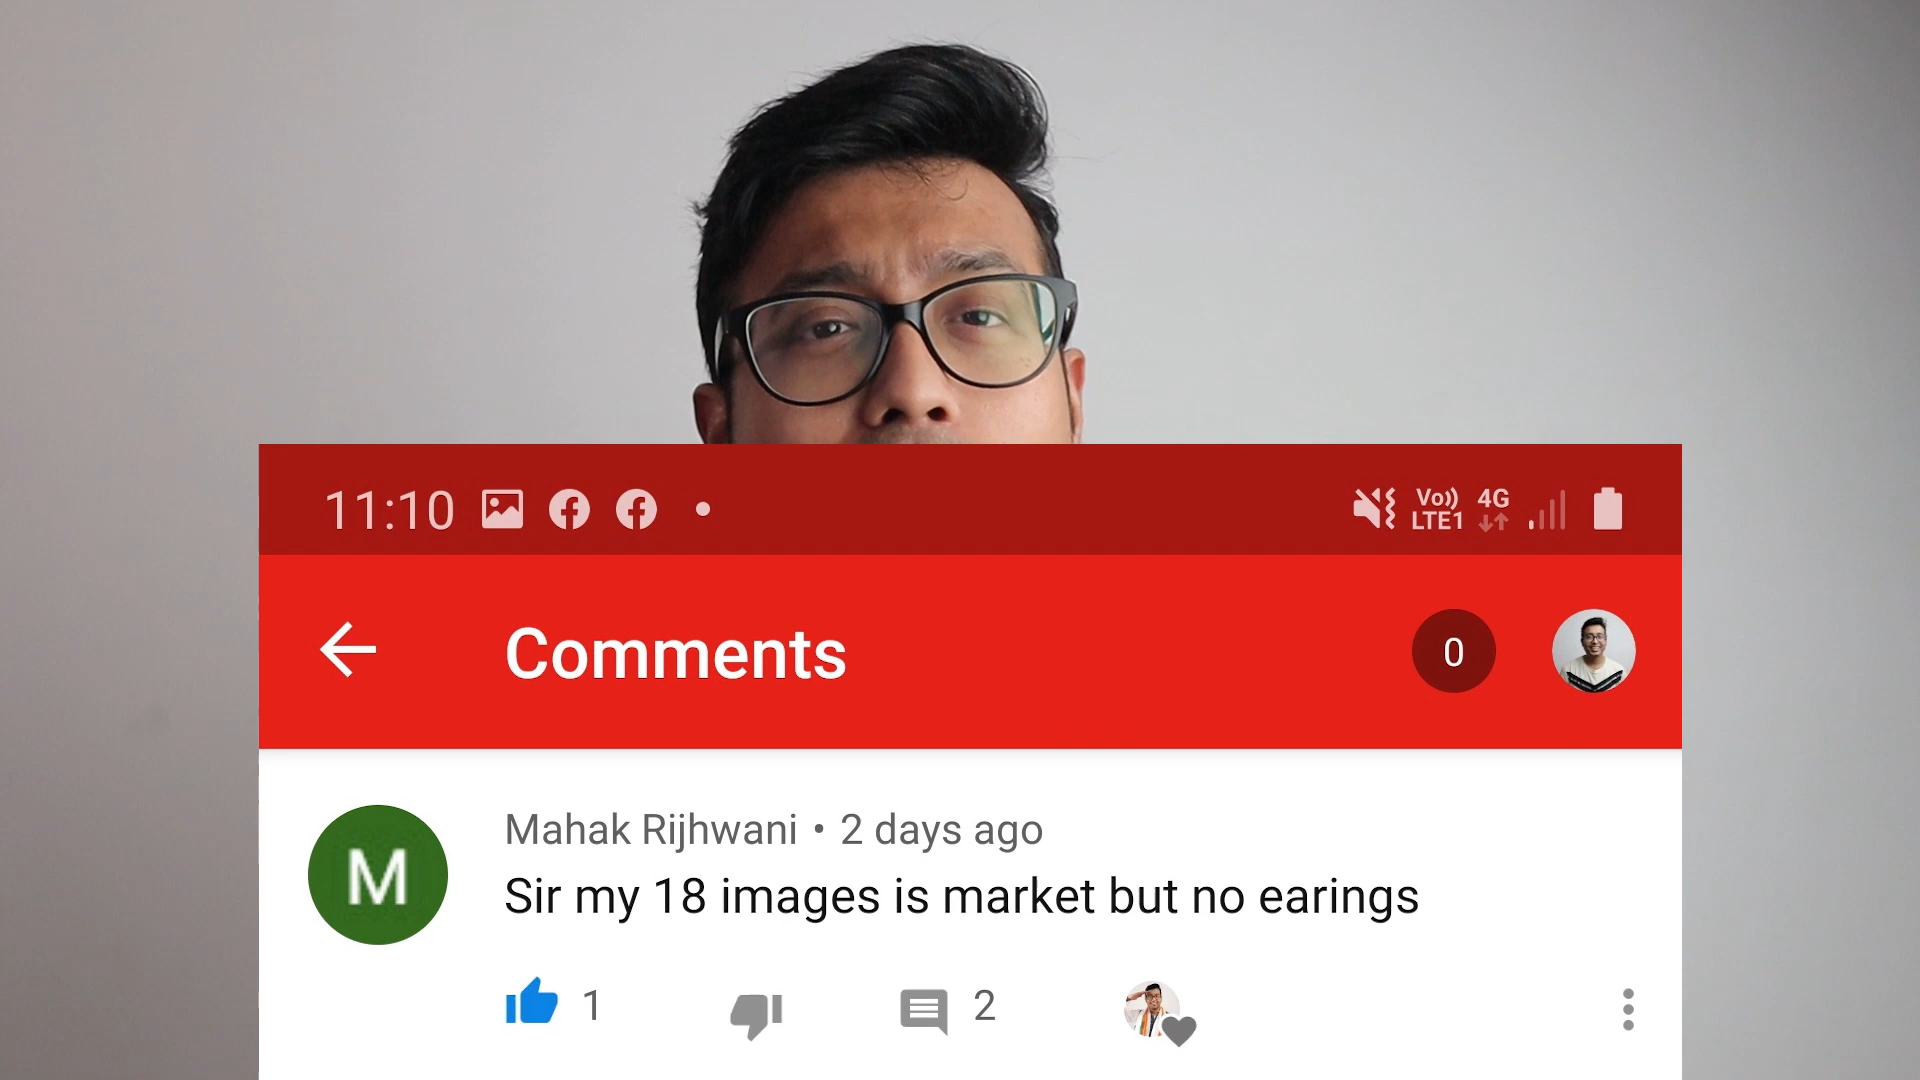 11:10
Vo)) 4G
LTE1
Comments
0
M
Mahak Rijhwani • 2 days ago
Sir my 18 images is market but no earings
1
2